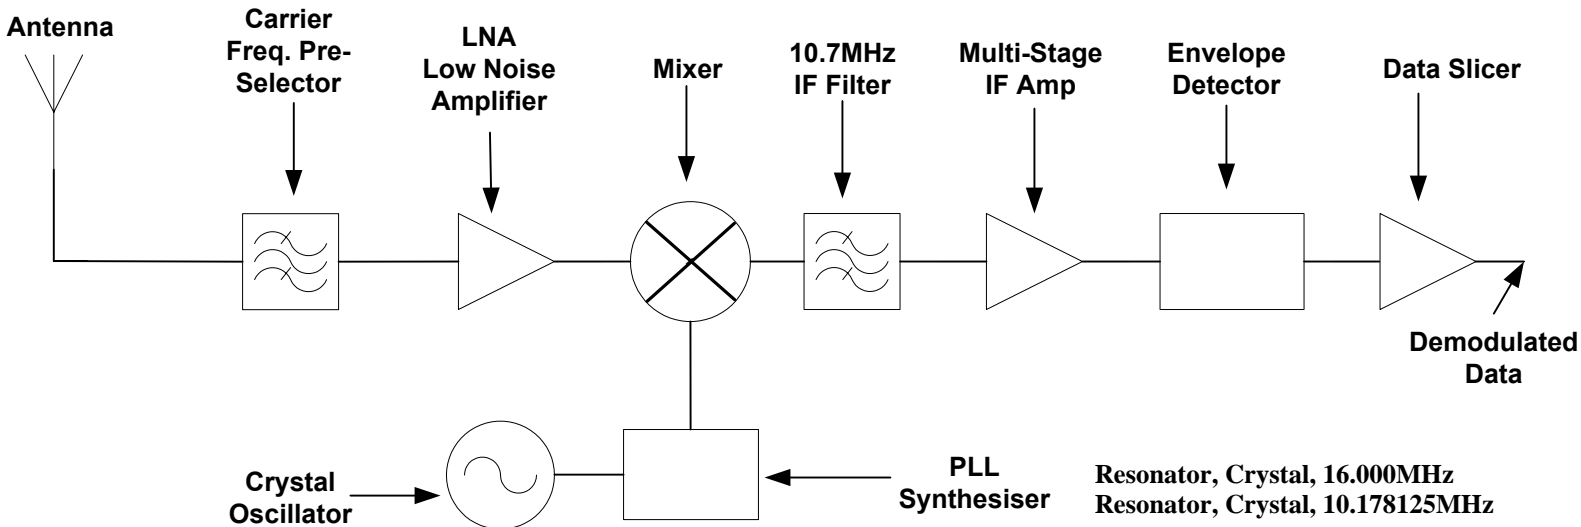 Antenna
Carrier
Freq. Pre-
Selector
LNA
Low Noise
Amplifier
Mixer
10.7MHz
IF Filter
Multi-Stage
IF Amp
Envelope
Detector
Data Slicer
Demodulated
Data
Crystal
Oscillator
PLL
Synthesiser
Resonator, Crystal, 16.000MHz
Resonator, Crystal, 10.178125MHz